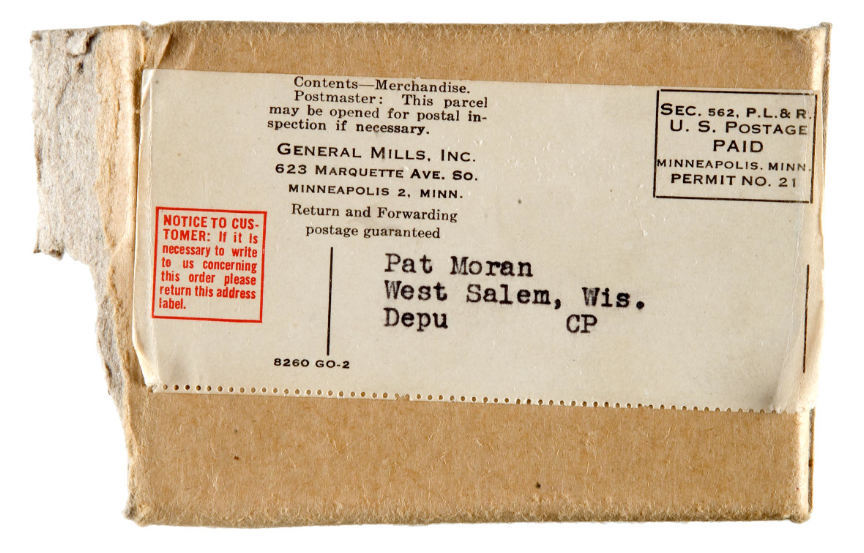 Contents—Merchandise.
Postmaster: This parcel
may be opened for postal in-
spection if necessary.
GENERAL MILLS, INC.
623 MARQUETTE AVE. SO.
MINNEAPOLIS 2, MINN.
Return and Forwarding
postage guaranteed
SEC. 562, P.L.& R.
U. S. POSTAGE
PAID
MINNEAPOLIS, MINN.
PERMIT NO. 21
NOTICE TO CUS-
TOMER: If it is
necessary to write
to us concerning
this order please
return this address
label.
Pat Moran
West Salem, Wis.
Depu CP
8260 GO-2